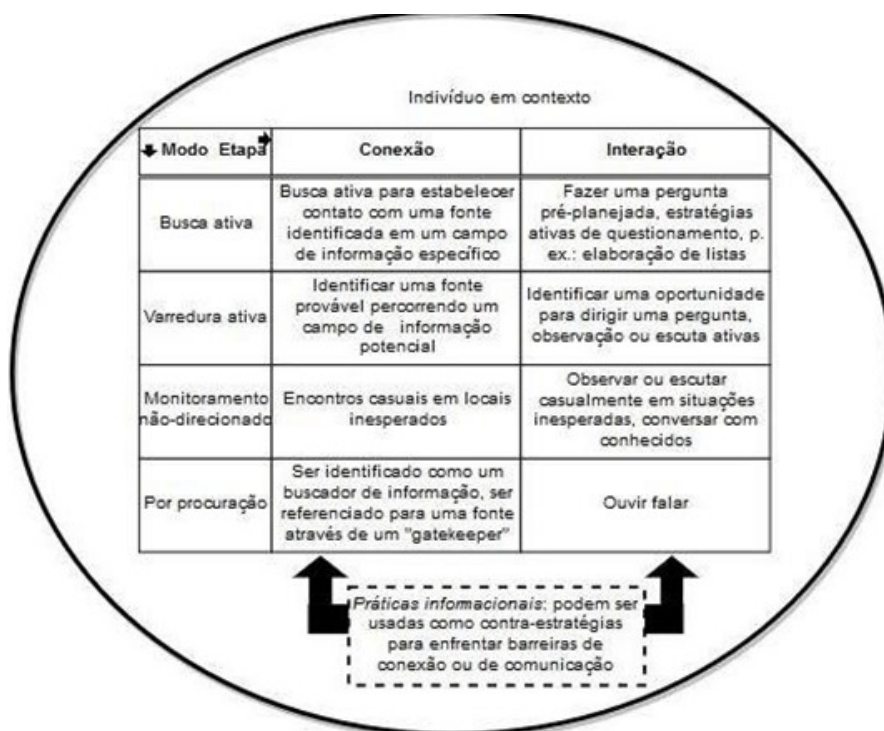 Indivíduo em contexto
Modo Etapa
Conexão
Interação
Busca ativa
Busca ativa para estabelecer
contato com uma fonte
identificada em um campo
de informação específico
Fazer uma pergunta
pré-planejada, estratégias
ativas de questionamento, p.
ex.: elaboração de listas
Varredura ativa
Identificar uma fonte
provável percorrendo um
campo de informação
potencial
Identificar uma oportunidade
para dirigir uma pergunta,
observação ou escuta ativas
Monitoramento
não-direcionado
Encontros casuais em locais
inesperados
Observar ou escutar
casualmente em situações
inesperadas, conversar com
conhecidos
Por procuração
Ser identificado como um
buscador de informação, ser
referenciado para uma fonte
através de um "gatekeeper"
Ouvir falar
Práticas informacionais: podem ser
usadas como contra-estratégias
para enfrentar barreiras de
conexão ou de comunicação